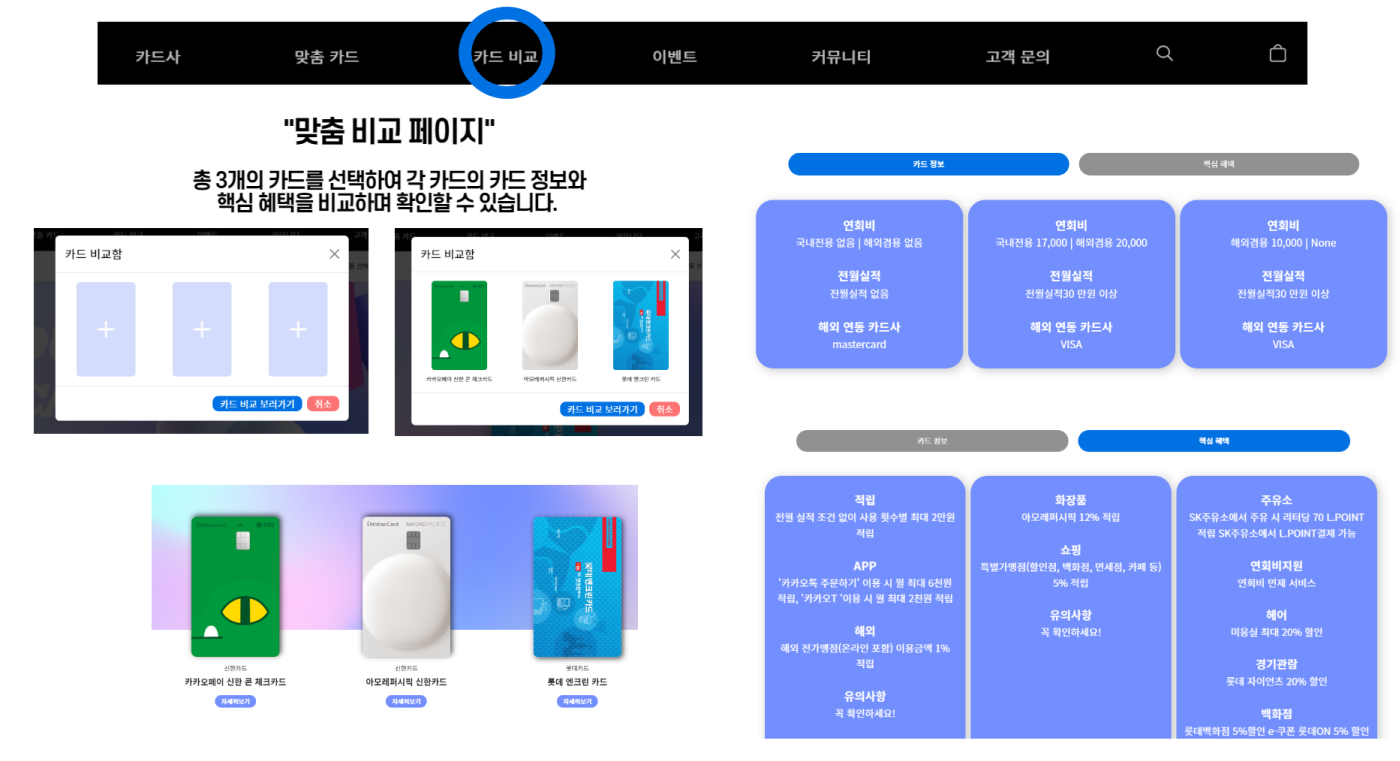 카드사 맞춤 카드 카드 비교 이벤트 커뮤니티 고객 문의
"맞춤 비교 페이지"
총 3개의 카드를 선택하여 각 카드의 카드 정보와
핵심 혜택을 비교하며 확인할 수 있습니다.
카드 비교함
카드 비교 보러가기 취소
카드 비교함
카카오페이 신한 콘 체크카드 아모레퍼시픽 신한카드 롯데 엔크린 카드
카드 비교 보러가기 취소
ShinhanCard
ShinhanCard AMOREPACIFIC
롯데엔크린카드
신한카드 신한카드 롯데카드
카카오페이 신한 콘 체크카드 아모레퍼시픽 신한카드 롯데 엔크린 카드
자세히보기 자세히보기 자세히보기
카드 정보 핵심 혜택
연회비
국내전용 없음 | 해외겸용 없음
전월실적
전월실적 없음
해외 연동 카드사
mastercard
연회비
국내전용 17,000 | 해외겸용 20,000
전월실적
전월실적30 만원 이상
해외 연동 카드사
VISA
연회비
해외겸용 10,000 | None
전월실적
전월실적30 만원 이상
해외 연동 카드사
VISA
카드 정보 핵심 혜택
적립
전월 실적 조건 없이 사용 횟수별 최대 2만원
적립
APP
'카카오톡 주문하기' 이용 시 월 최대 6천원
적립, '카카오T '이용 시 월 최대 2천원 적립
해외
해외 전가맹점(온라인 포함) 이용금액 1%
적립
유의사항
꼭 확인하세요!
화장품
아모레퍼시픽 12% 적립
쇼핑
특별가맹점(할인점, 백화점, 면세점, 카페 등)
5% 적립
유의사항
꼭 확인하세요!
주유소
SK주유소에서 주유 시 리터당 70 L.POINT
적립 SK주유소에서 L.POINT결제 가능
연회비지원
연회비 면제 서비스
헤어
미용실 최대 20% 할인
경기관람
롯데 자이언츠 20% 할인
백화점
롯데백화점 5%할인 e-쿠폰 롯데ON 5% 할인